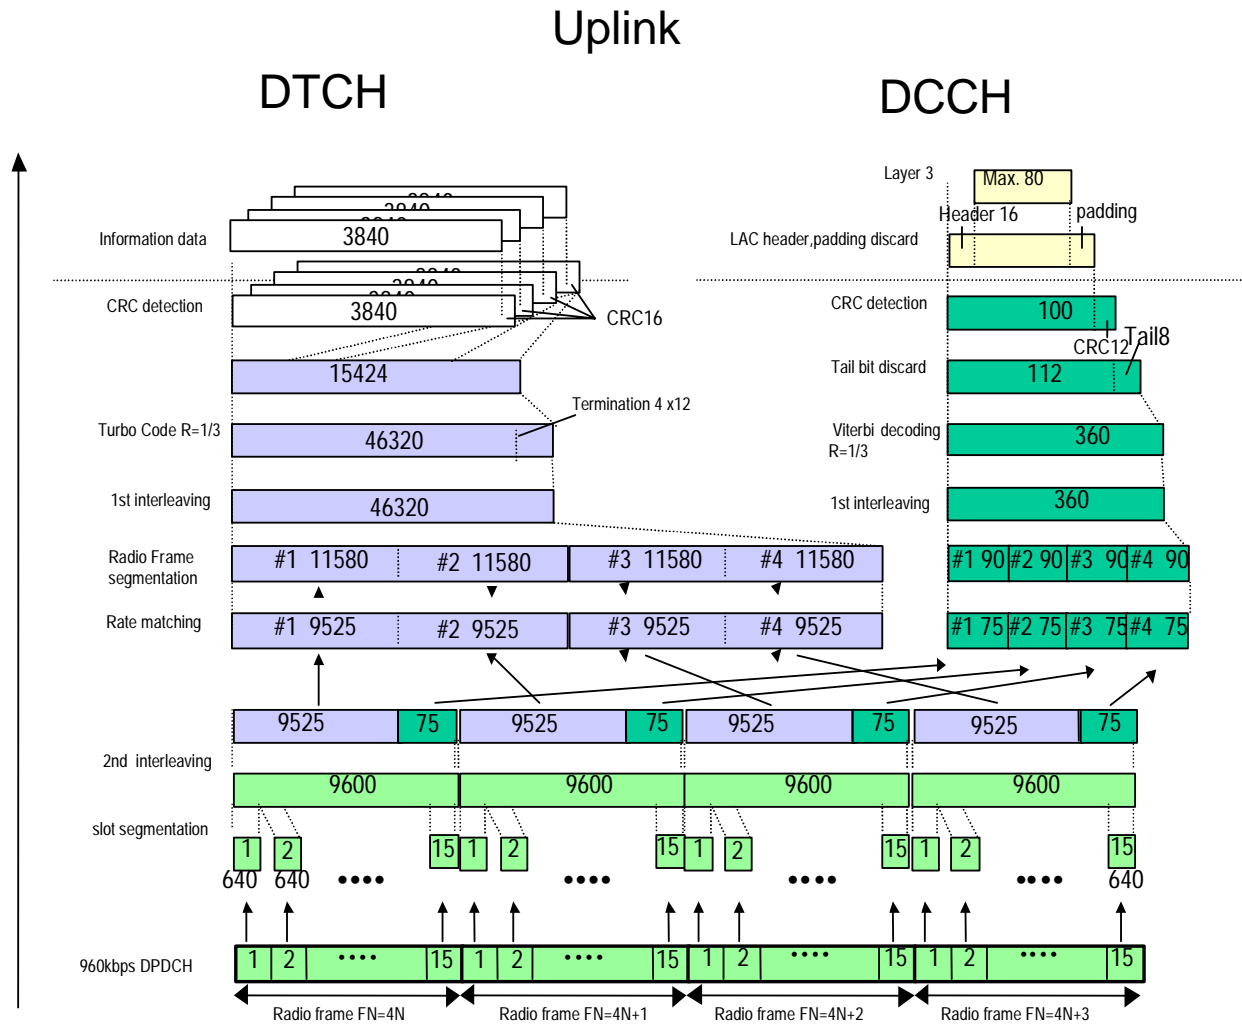 Uplink
DTCH
DCCH
Layer 3
Max. 80
Header 16
padding
3840
Information data
3840
LAC header,padding discard
3840
CRC detection
3840
CRC16
CRC detection
100
CRC12
Tail8
15424
Tail bit discard
112
Termination 4 x12
Turbo Code R=1/3
46320
Viterbi decoding
R=1/3
360
1st interleaving
46320
1st interleaving
360
Radio Frame
segmentation
#1 11580
#2 11580
#3 11580
#4 11580
#1 90
#2 90
#3 90
#4 90
Rate matching
#1 9525
#2 9525
#3 9525
#4 9525
#1 75
#2 75
#3 75
#4 75
9525
75
9525
75
9525
75
9525
75
2nd interleaving
9600
9600
9600
9600
slot segmentation
1
2
15
1
2
15
1
2
15
1
2
15
640
640
••••
••••
••••
••••
640
960kbps DPDCH
1
2
••••
15
1
2
••••
15
1
2
••••
15
1
2
••••
15
Radio frame FN=4N
Radio frame FN=4N+1
Radio frame FN=4N+2
Radio frame FN=4N+3